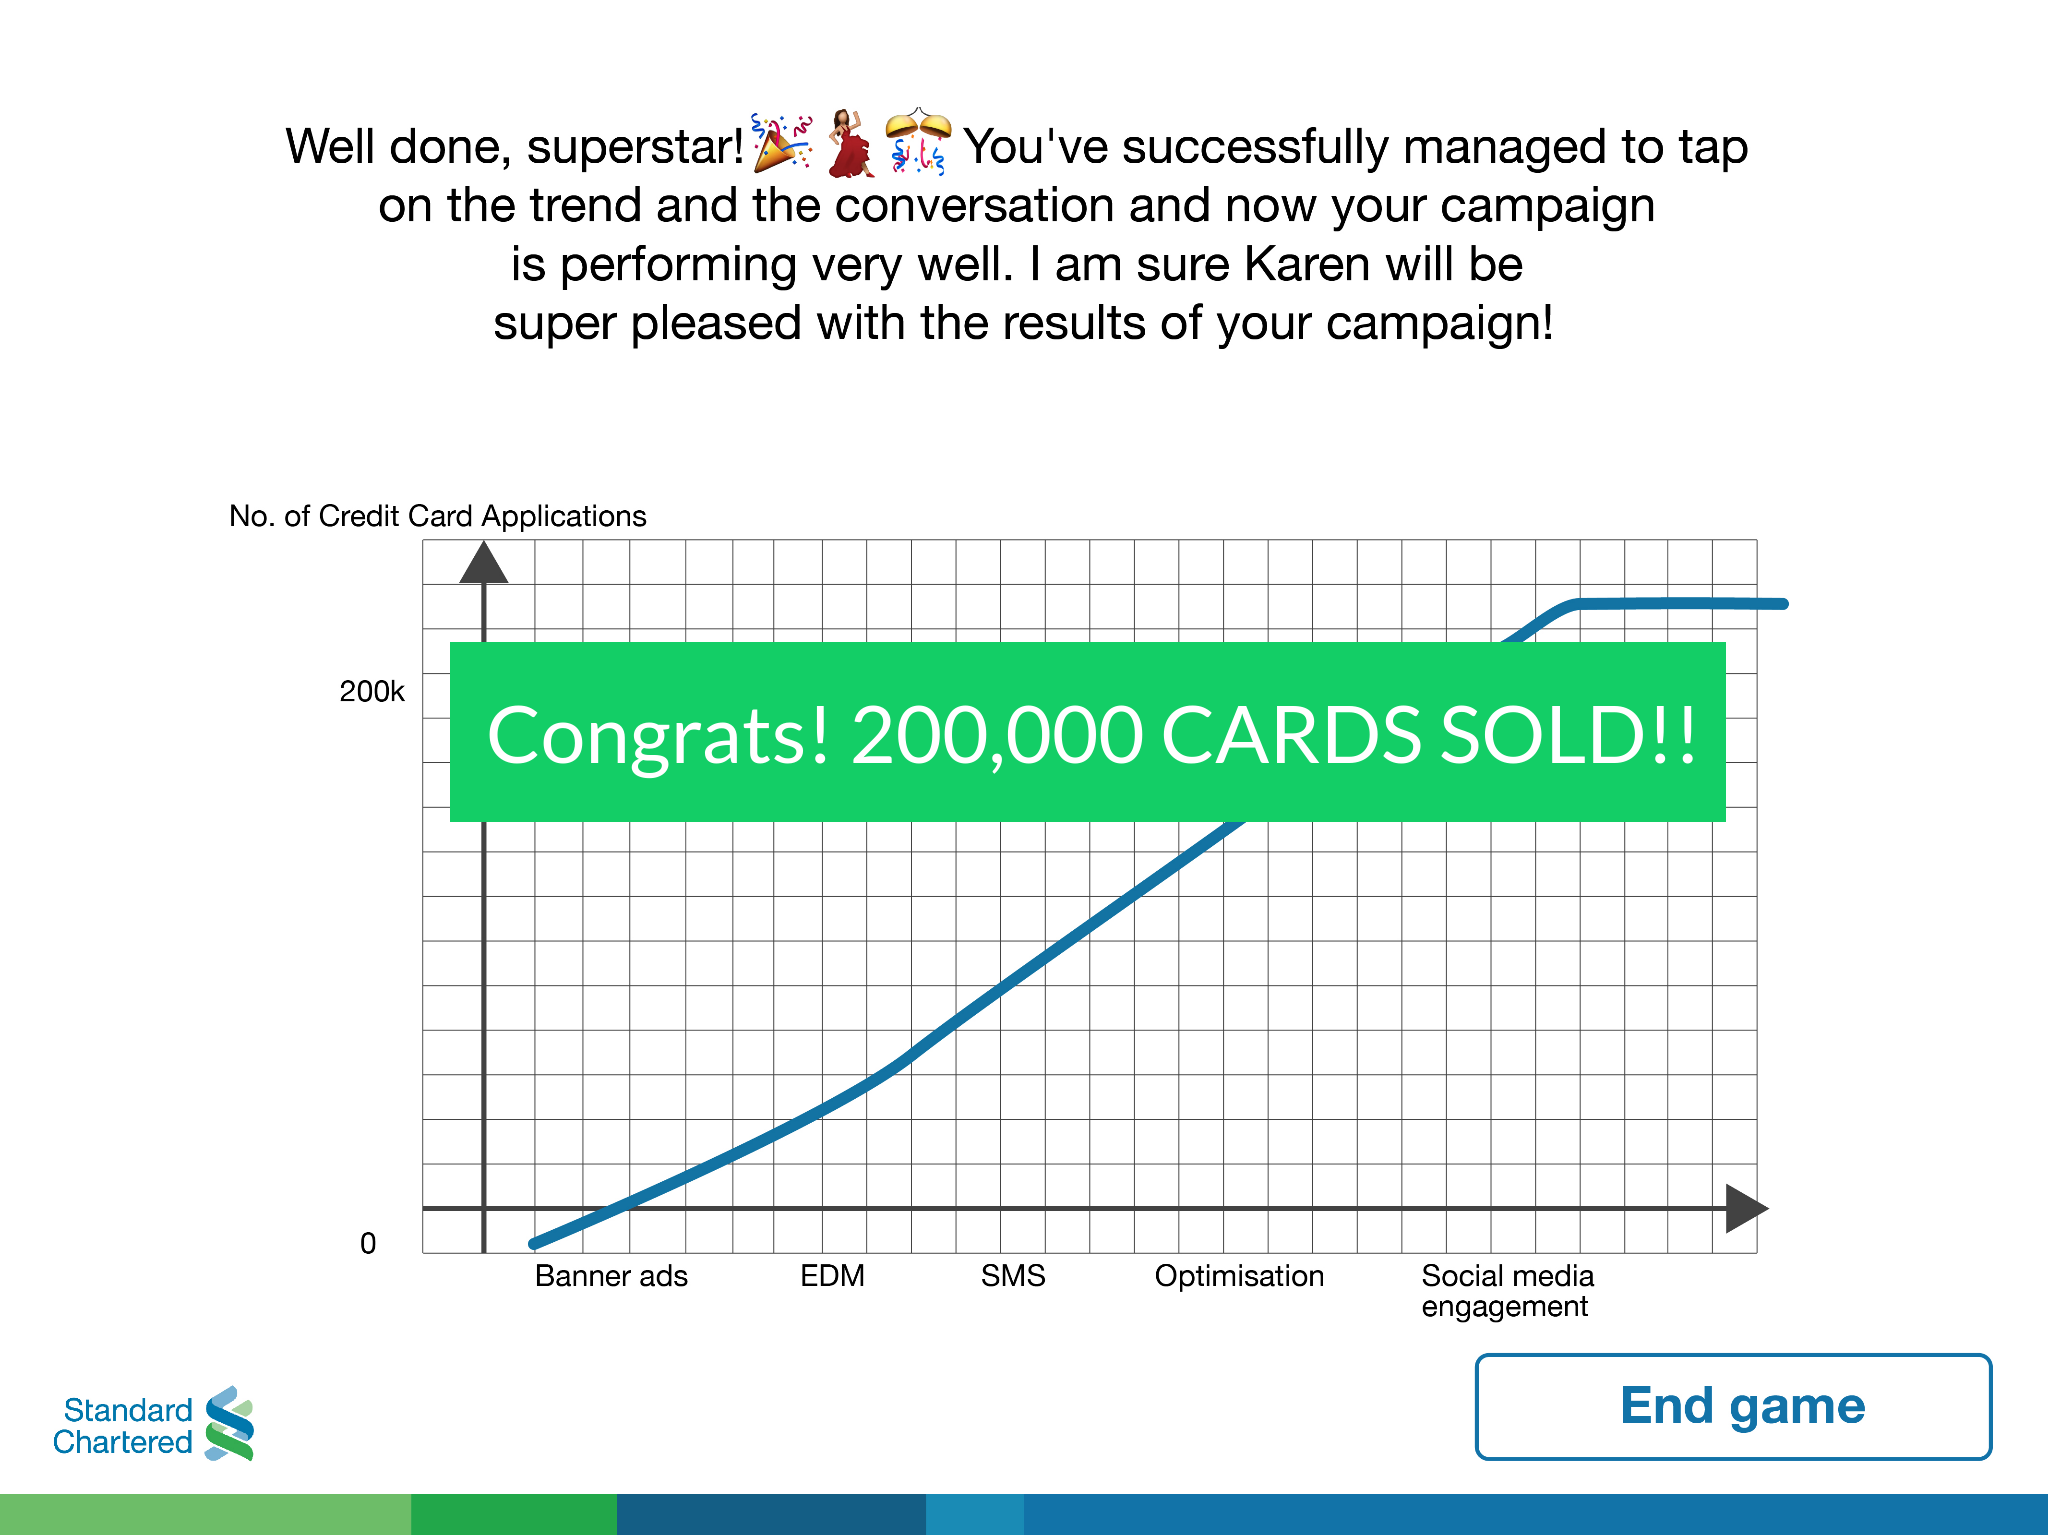 Well done, superstar!🎉💃🎊 You've successfully managed to tap
on the trend and the conversation and now your campaign
is performing very well. I am sure Karen will be
super pleased with the results of your campaign!
No. of Credit Card Applications
200k
Congrats! 200,000 CARDS SOLD!!
0
Banner ads
EDM
SMS
Optimisation
Social media
engagement
End game
Standard
Chartered